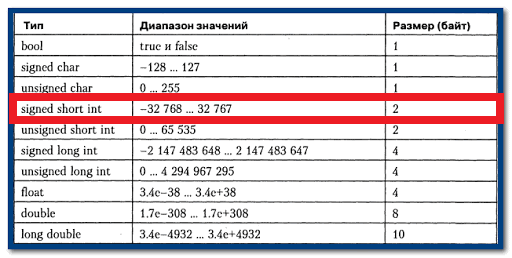 Тип Диапазон значений Размер (байт)
bool true и false 1
signed char −128 ... 127 1
unsigned char 0 ... 255 1
signed short int −32 768 ... 32 767 2
unsigned short int 0 ... 65 535 2
signed long int −2 147 483 648 ... 2 147 483 647 4
unsigned long int 0 ... 4 294 967 295 4
float 3.4e−38 ... 3.4e+38 4
double 1.7e−308 ... 1.7e+308 8
long double 3.4e−4932 ... 3.4e+4932 10